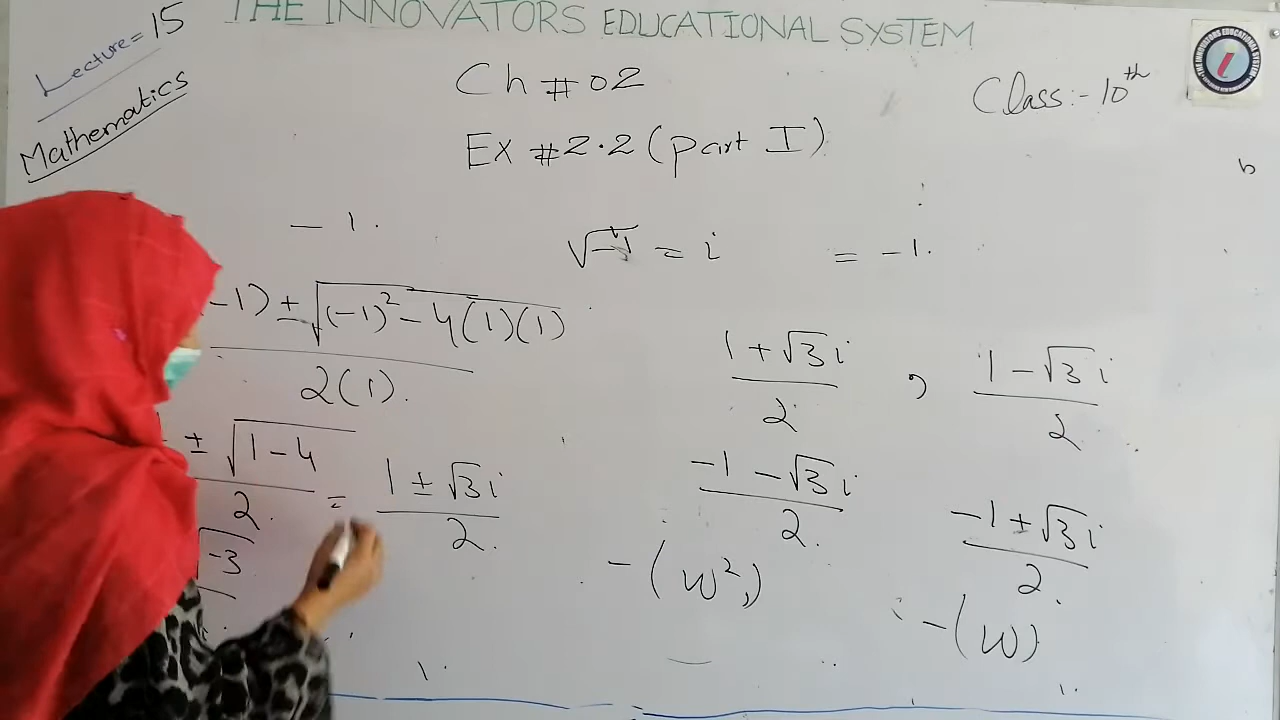 THE INNOVATORS EDUCATIONAL SYSTEM
Lecture = 15
Mathematics
Ch # 02
Class:- 10th
Ex # 2.2 (part I)
b
- 1.
√-1 = i
= -1.
-1) ± √(-1)² - 4(1)(1)
2(1).
± √1-4
2.
= 1 ± √3 i
2.
√-3
1 + √3 i
2
,
1 - √3 i
2
-1 - √3 i
2.
-(ω²,)
-1 ± √3 i
2
-(ω)